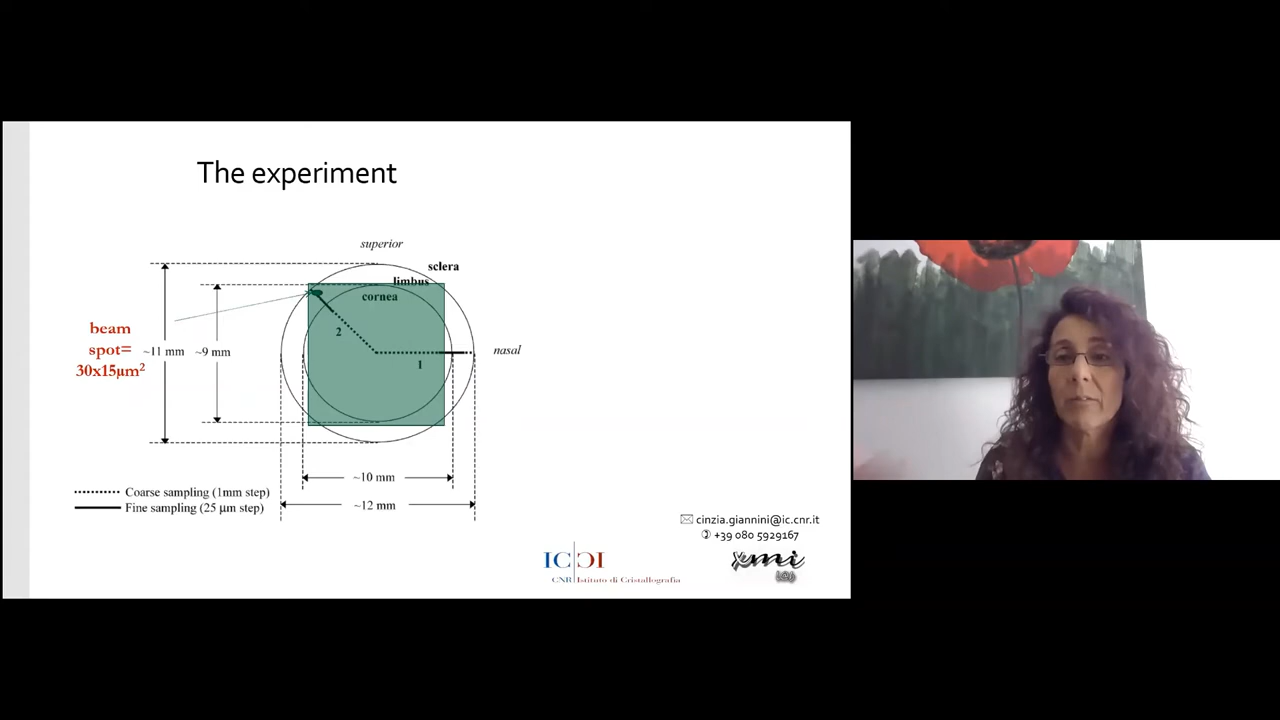 The experiment
superior
sclera
limbus
cornea
beam
spot=
30x15µm²
~11 mm
~9 mm
2
1
nasal
~10 mm
~12 mm
Coarse sampling (1mm step)
Fine sampling (25 µm step)
cinzia.giannini@ic.cnr.it
+39 080 5929167
IC
CNR Istituto di Cristallografia
xmi
L@b